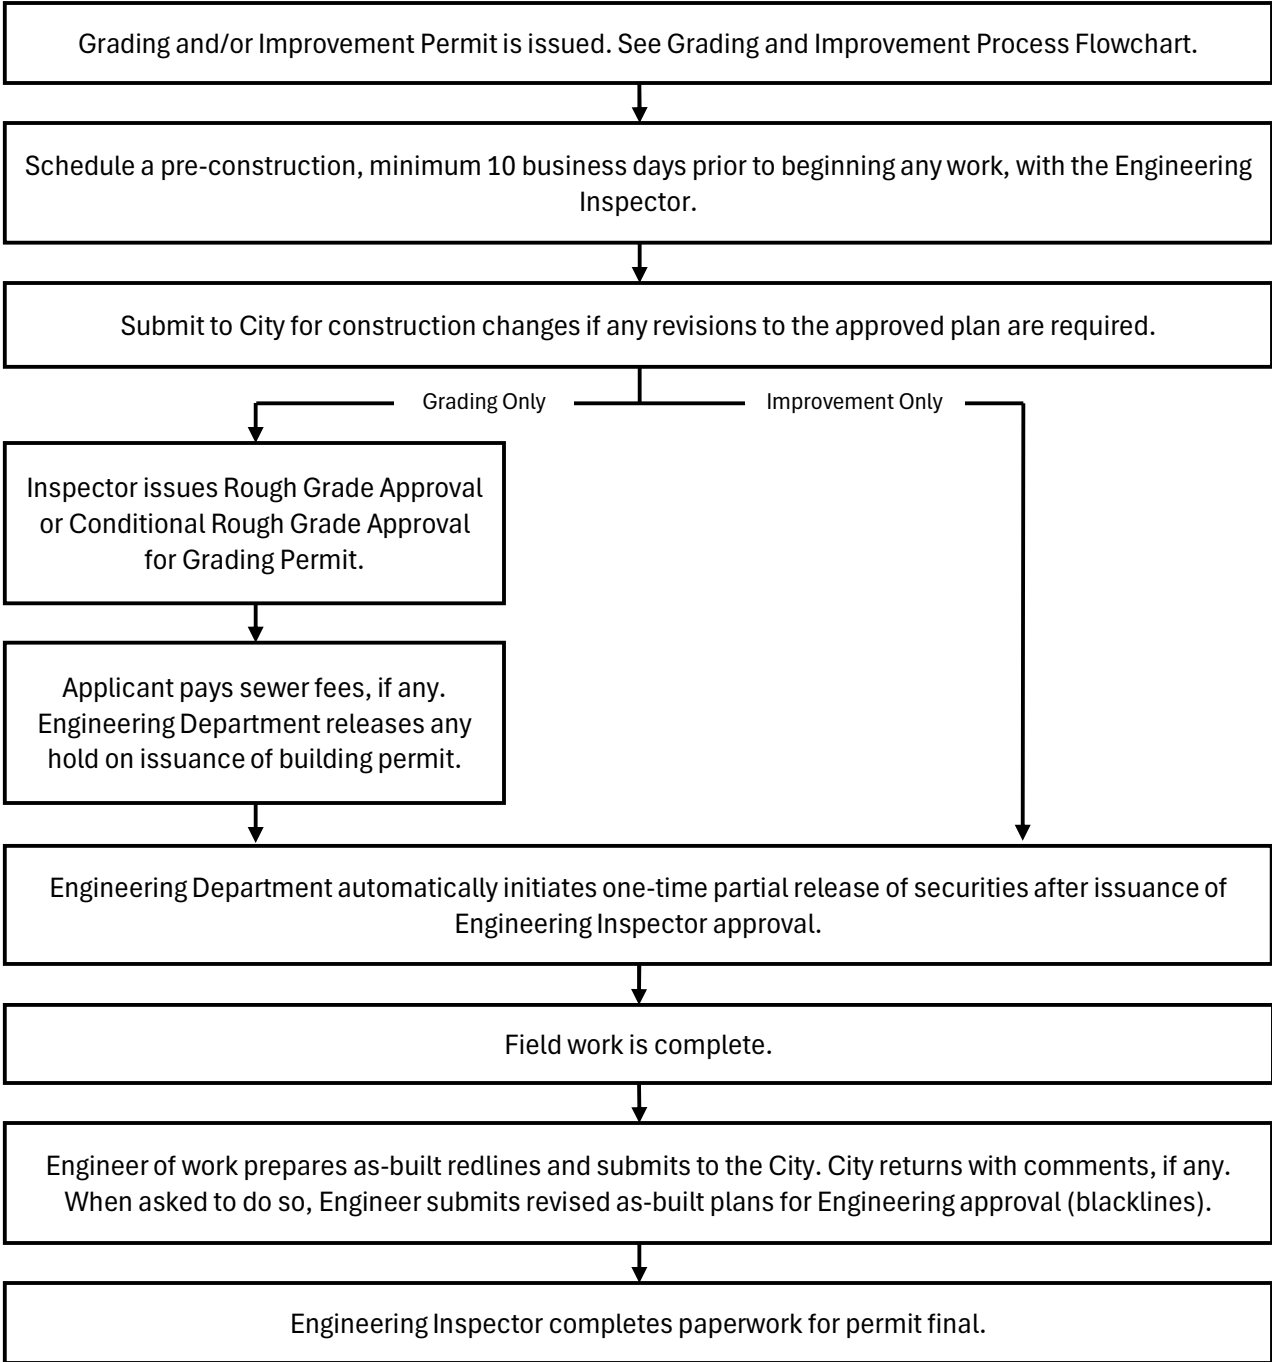 Grading and/or Improvement Permit is issued. See Grading and Improvement Process Flowchart.
Schedule a pre-construction, minimum 10 business days prior to beginning any work, with the Engineering
Inspector.
Submit to City for construction changes if any revisions to the approved plan are required.
Grading Only
Improvement Only
Inspector issues Rough Grade Approval
or Conditional Rough Grade Approval
for Grading Permit.
Applicant pays sewer fees, if any.
Engineering Department releases any
hold on issuance of building permit.
Engineering Department automatically initiates one-time partial release of securities after issuance of
Engineering Inspector approval.
Field work is complete.
Engineer of work prepares as-built redlines and submits to the City. City returns with comments, if any.
When asked to do so, Engineer submits revised as-built plans for Engineering approval (blacklines).
Engineering Inspector completes paperwork for permit final.